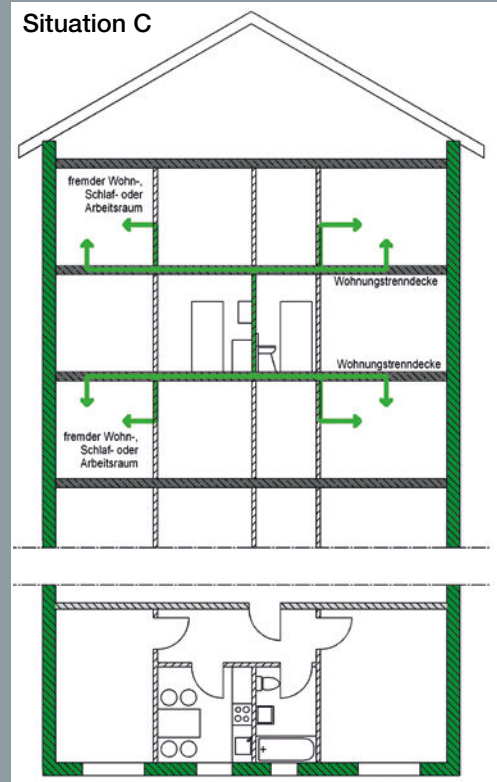 Situation C
fremder Wohn-,
Schlaf- oder
Arbeitsraum
Wohnungstrenndecke
Wohnungstrenndecke
fremder Wohn-,
Schlaf- oder
Arbeitsraum